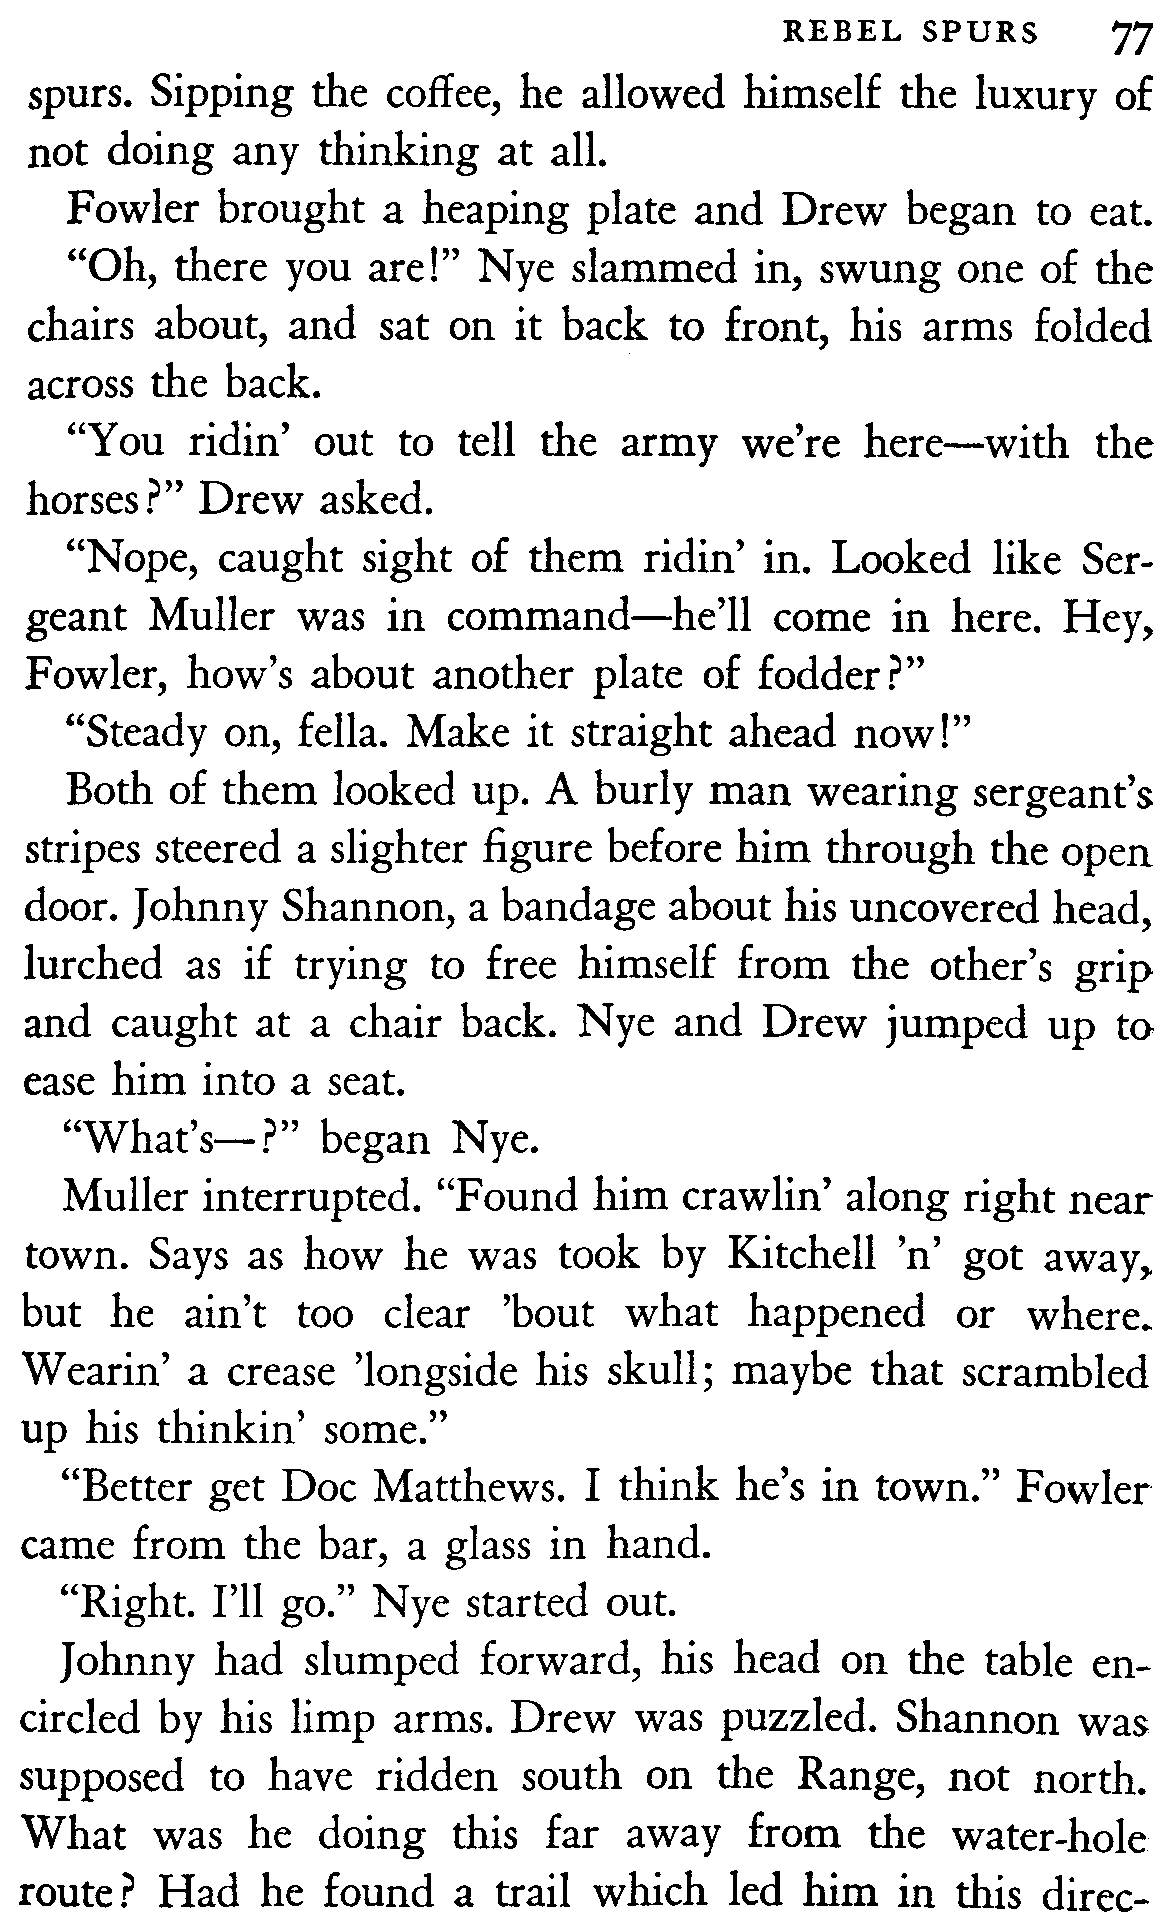 REBEL SPURS 77
spurs. Sipping the coffee, he allowed himself the luxury of
not doing any thinking at all.
Fowler brought a heaping plate and Drew began to eat.
“Oh, there you are!” Nye slammed in, swung one of the
chairs about, and sat on it back to front, his arms folded
across the back.
“You ridin’ out to tell the army we’re here—with the
horses?” Drew asked.
“Nope, caught sight of them ridin’ in. Looked like Ser-
geant Muller was in command—he’ll come in here. Hey,
Fowler, how’s about another plate of fodder?”
“Steady on, fella. Make it straight ahead now!”
Both of them looked up. A burly man wearing sergeant’s
stripes steered a slighter figure before him through the open
door. Johnny Shannon, a bandage about his uncovered head,
lurched as if trying to free himself from the other’s grip
and caught at a chair back. Nye and Drew jumped up to
ease him into a seat.
“What’s—?” began Nye.
Muller interrupted. “Found him crawlin’ along right near
town. Says as how he was took by Kitchell ’n’ got away,
but he ain’t too clear ’bout what happened or where.
Wearin’ a crease ’longside his skull; maybe that scrambled
up his thinkin’ some.”
“Better get Doc Matthews. I think he’s in town.” Fowler
came from the bar, a glass in hand.
“Right. I’ll go.” Nye started out.
Johnny had slumped forward, his head on the table en-
circled by his limp arms. Drew was puzzled. Shannon was
supposed to have ridden south on the Range, not north.
What was he doing this far away from the water-hole
route? Had he found a trail which led him in this direc-